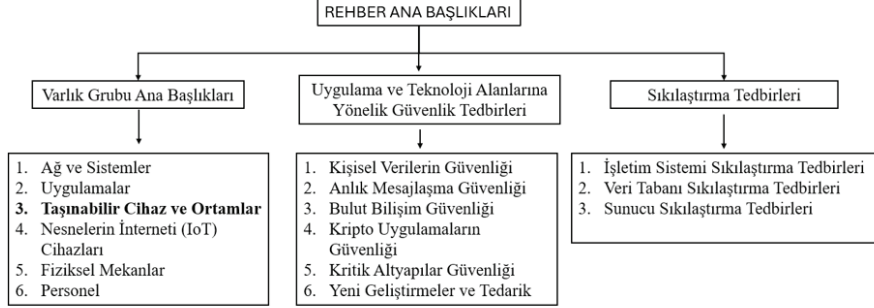 REHBER ANA BAŞLIKLARI
Varlık Grubu Ana Başlıkları
Uygulama ve Teknoloji Alanlarına
Yönelik Güvenlik Tedbirleri
Sıkılaştırma Tedbirleri
1. Ağ ve Sistemler
2. Uygulamalar
3. Taşınabilir Cihaz ve Ortamlar
4. Nesnelerin İnterneti (IoT)
Cihazları
5. Fiziksel Mekanlar
6. Personel
1. Kişisel Verilerin Güvenliği
2. Anlık Mesajlaşma Güvenliği
3. Bulut Bilişim Güvenliği
4. Kripto Uygulamaların
Güvenliği
5. Kritik Altyapılar Güvenliği
6. Yeni Geliştirmeler ve Tedarik
1. İşletim Sistemi Sıkılaştırma Tedbirleri
2. Veri Tabanı Sıkılaştırma Tedbirleri
3. Sunucu Sıkılaştırma Tedbirleri